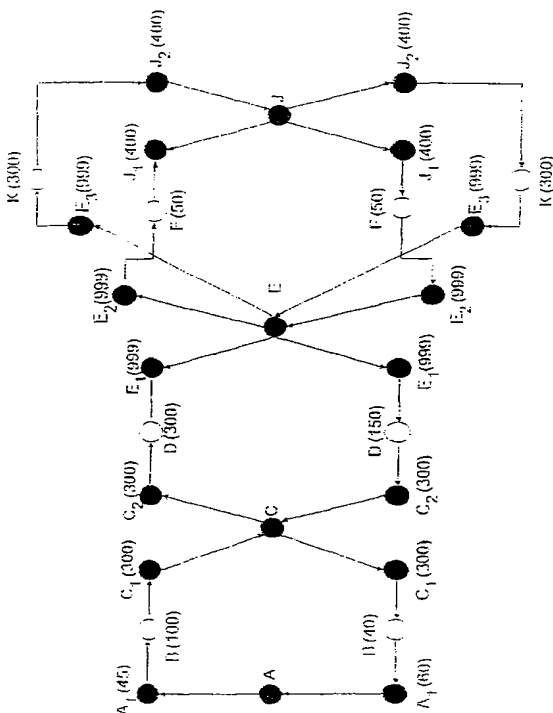 A₁ (45)
B (100)
C₁ (300)
C₂ (300)
D (300)
E₁ (999)
E₂ (999)
F (50)
E₃ (999)
K (300)
J₁ (400)
J₂ (400)
A
C
E
J
A₁ (60)
B (40)
C₁ (300)
C₂ (300)
D (150)
E₁ (999)
E₂ (999)
F (50)
E₃ (999)
K (300)
J₁ (400)
J₂ (400)